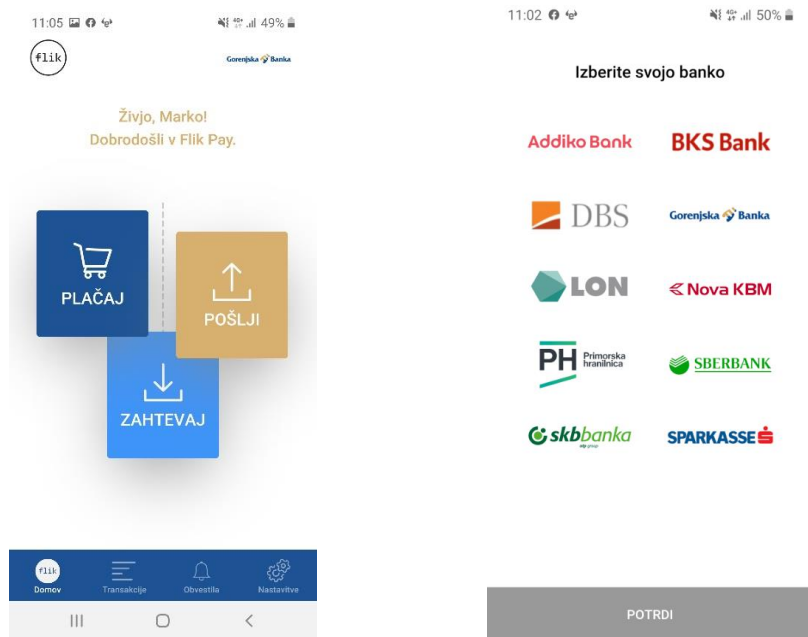 11:05
49%
flik
Gorenjska Banka
Živjo, Marko!
Dobrodošli v Flik Pay.
PLAČAJ
POŠLJI
ZAHTEVAJ
flik
Domov
Transakcije
Obvestila
Nastavitve
11:02
50%
Izberite svojo banko
Addiko Bank
BKS Bank
DBS
Gorenjska Banka
LON
Nova KBM
PH Primorska
hranilnica
SBERBANK
skbbanka
otp group
SPARKASSE
POTRDI